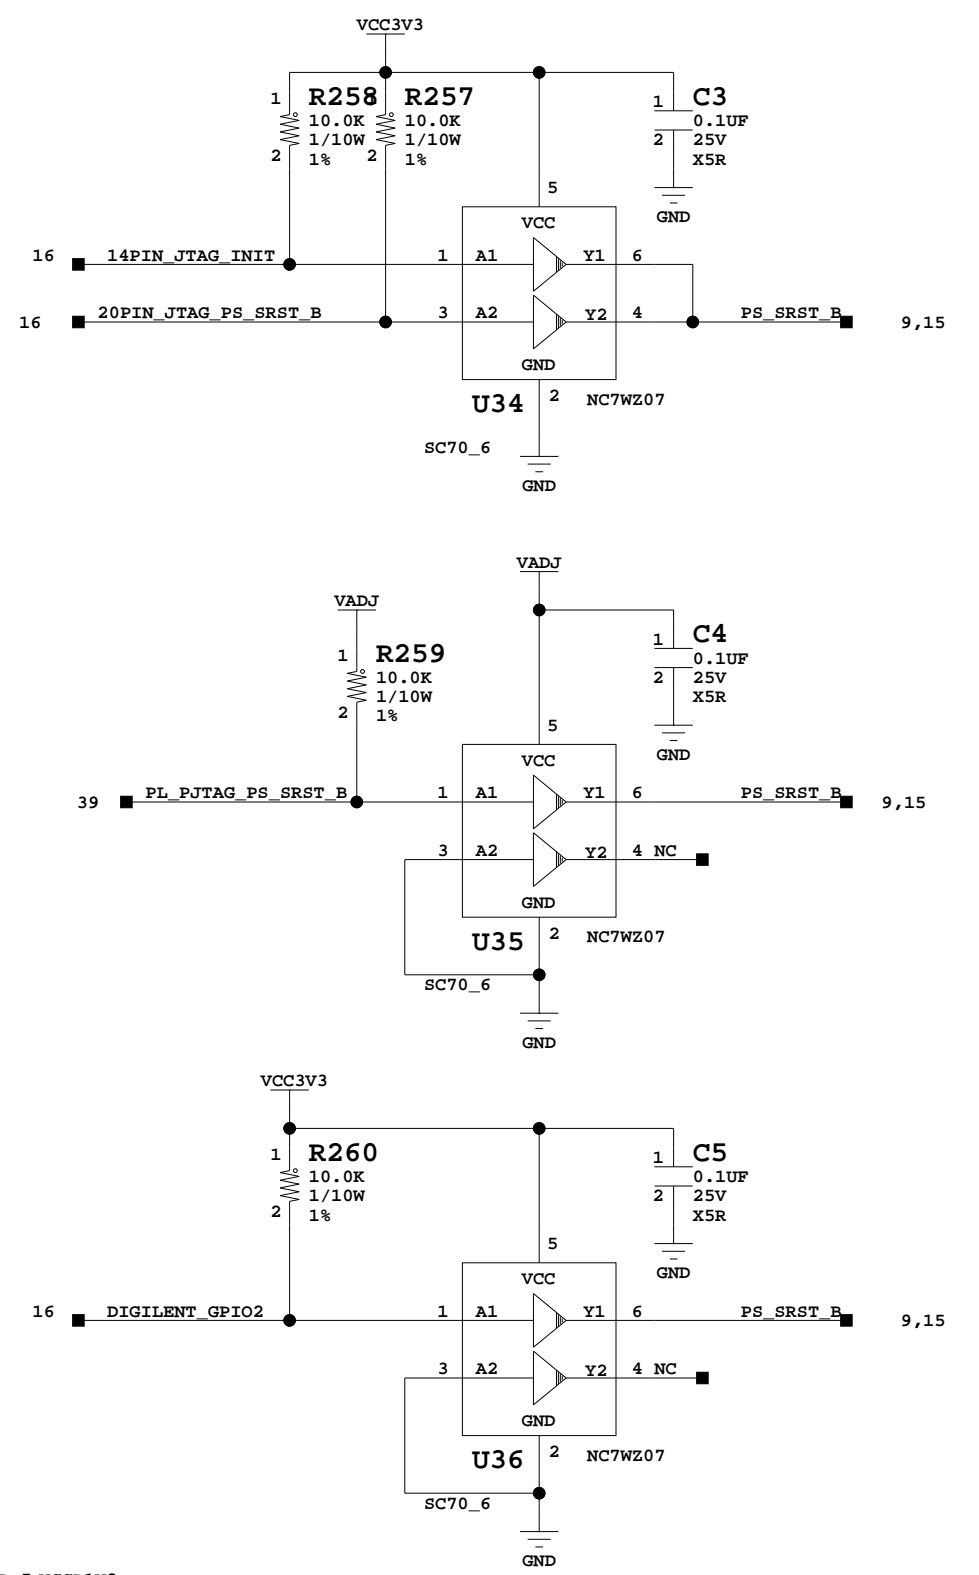 VCC3V3
1 R258 1 R257
10.0K 10.0K
1/10W 1/10W
2 1% 2 1%
1 C3
0.1UF
2 25V
X5R
GND
5
VCC
16 14PIN_JTAG_INIT 1 A1 Y1 6
16 20PIN_JTAG_PS_SRST_B 3 A2 Y2 4 PS_SRST_B 9,15
GND
U34 2 NC7WZ07
SC70_6
GND
VADJ
VADJ
1 R259
10.0K
1/10W
2 1%
1 C4
0.1UF
2 25V
X5R
GND
5
VCC
39 PL_PJTAG_PS_SRST_B 1 A1 Y1 6 PS_SRST_B 9,15
3 A2 Y2 4 NC
GND
U35 2 NC7WZ07
SC70_6
GND
VCC3V3
1 R260
10.0K
1/10W
2 1%
1 C5
0.1UF
2 25V
X5R
GND
5
VCC
16 DIGILENT_GPIO2 1 A1 Y1 6 PS_SRST_B 9,15
3 A2 Y2 4 NC
GND
U36 2 NC7WZ07
SC70_6
GND